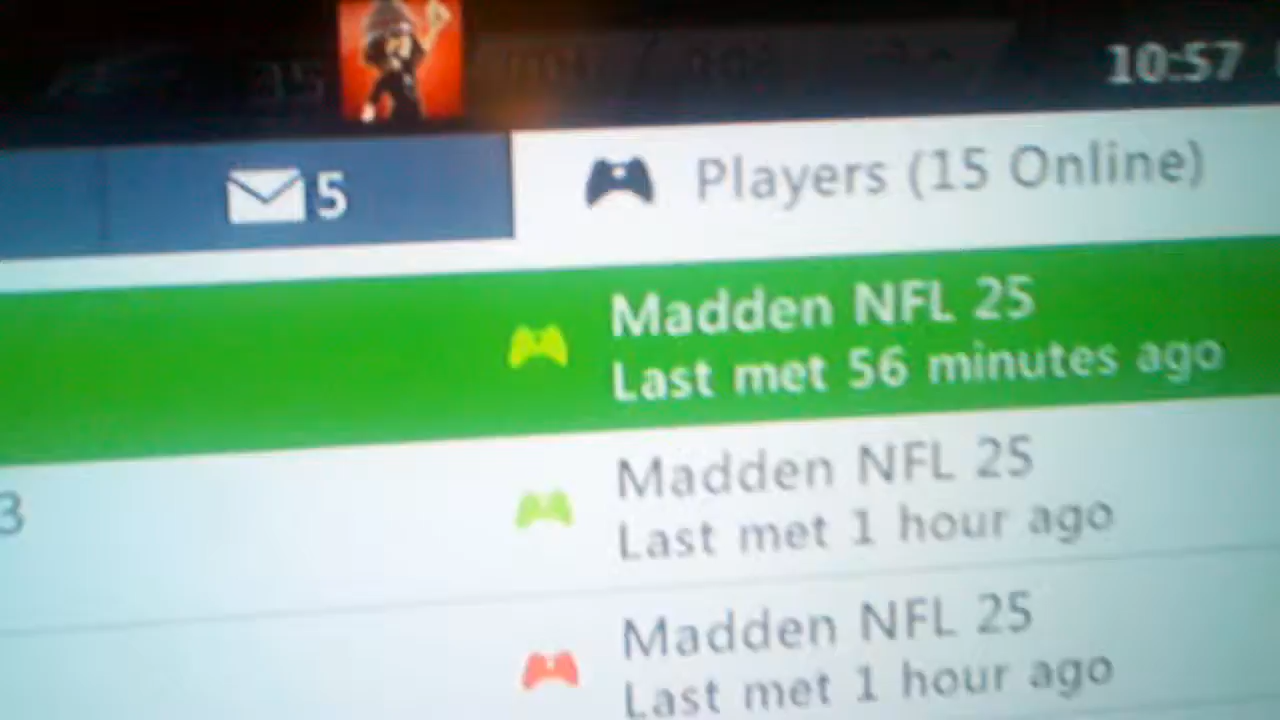 10:57
5
Players (15 Online)
Madden NFL 25
Last met 56 minutes ago
3
Madden NFL 25
Last met 1 hour ago
Madden NFL 25
Last met 1 hour ago